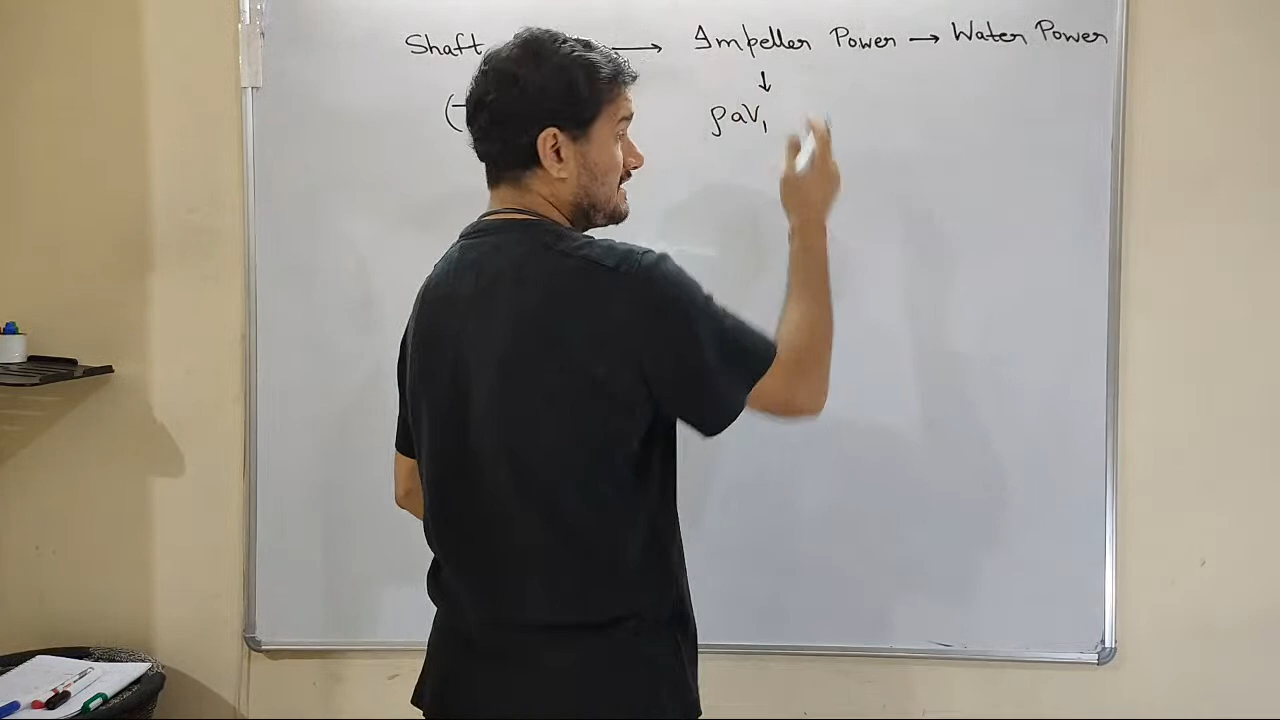 Shaft → Impeller Power → Water Power
↓
( ρaV₁